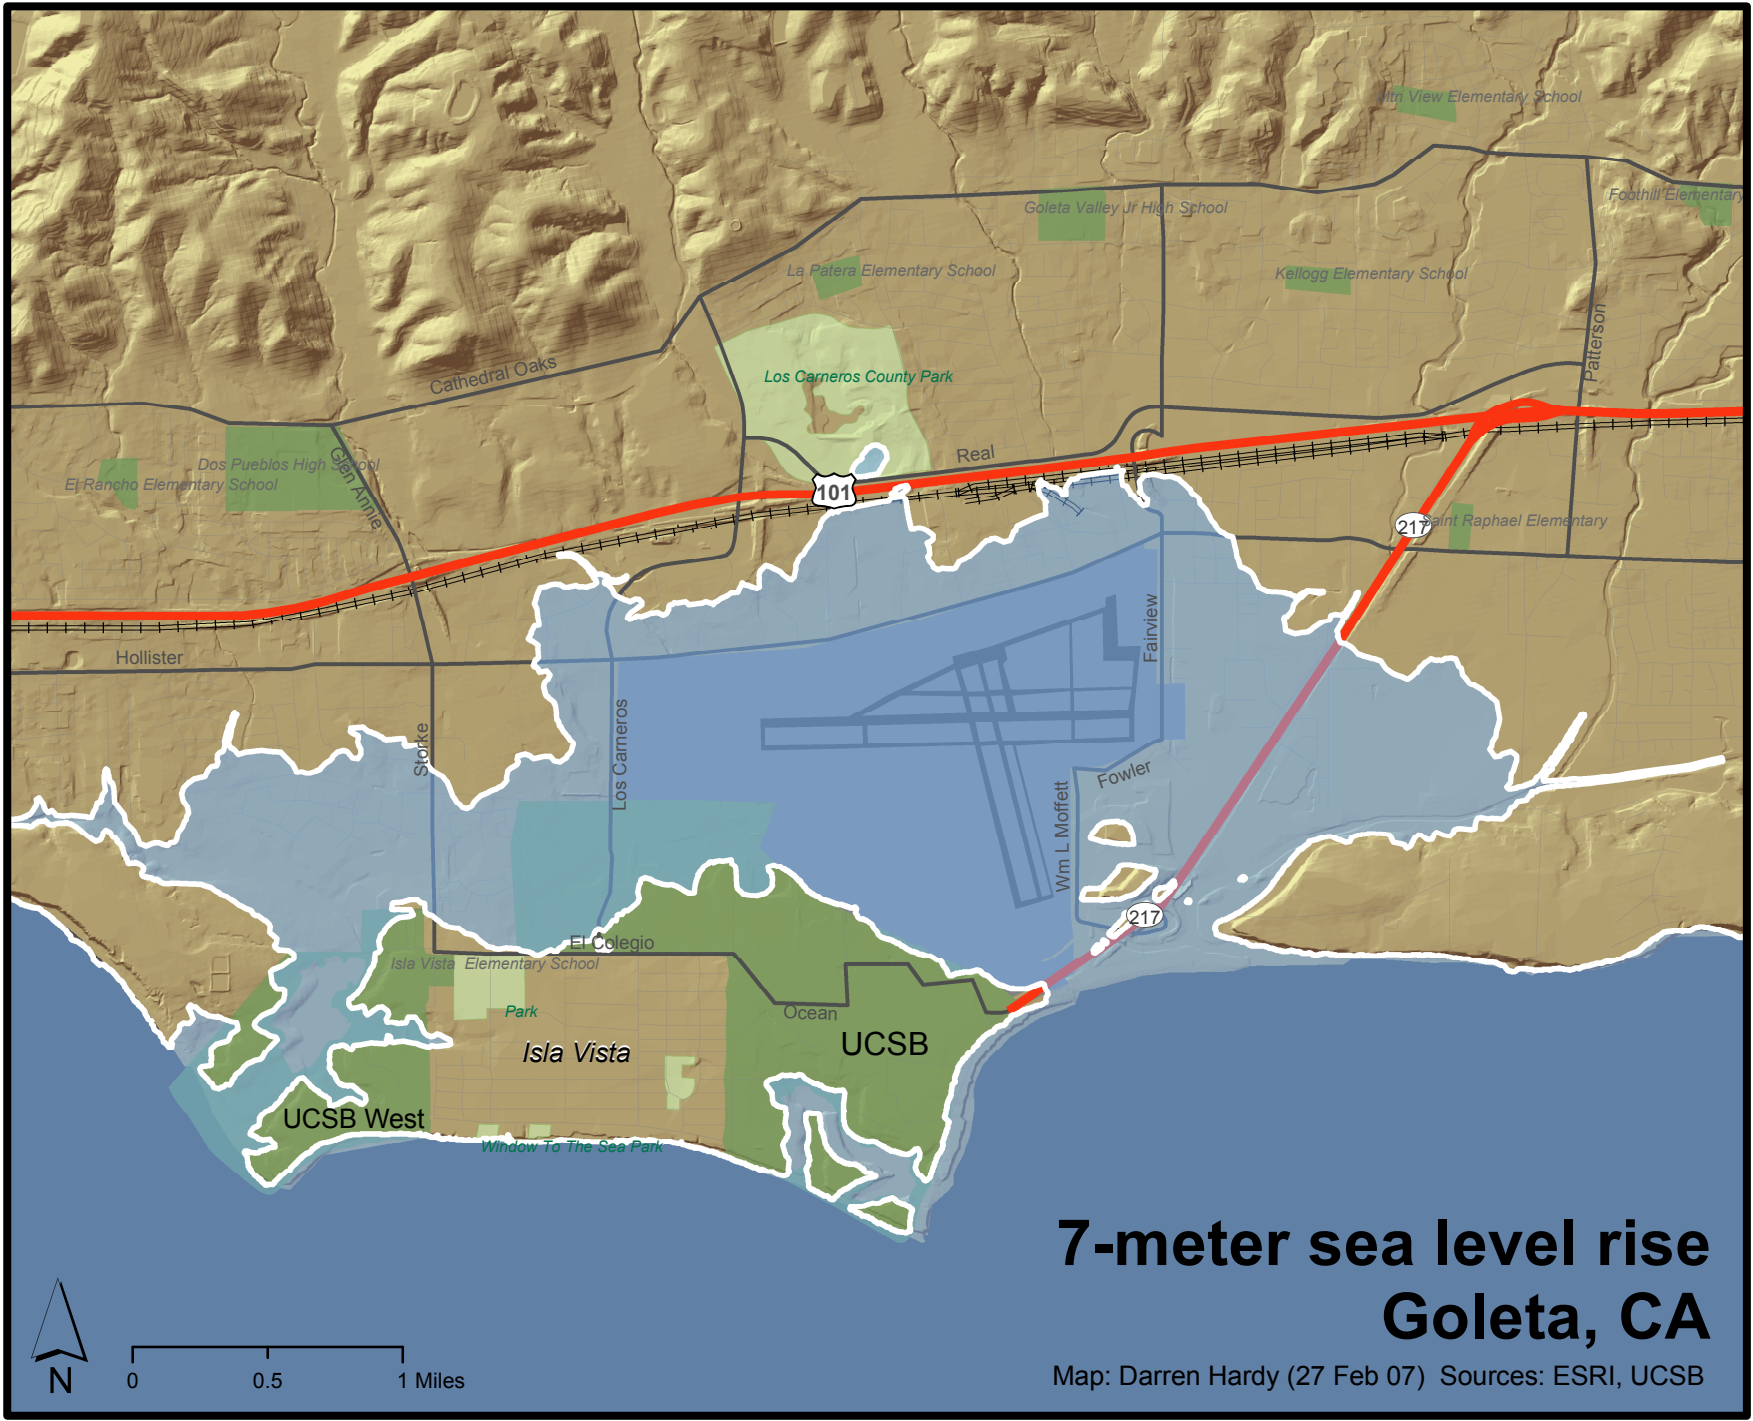 Mtn View Elementary School
Foothill Elementary
Goleta Valley Jr High School
La Patera Elementary School
Kellogg Elementary School
Patterson
Cathedral Oaks
Los Carneros County Park
Dos Pueblos High School
El Rancho Elementary School
Glen Annie
Real
101
217
Saint Raphael Elementary
Hollister
Fairview
Storke
Los Carneros
Fowler
Wm L Moffett
217
El Colegio
Isla Vista Elementary School
Park
Ocean
Isla Vista
UCSB
UCSB West
Window To The Sea Park
7-meter sea level rise
Goleta, CA
Map: Darren Hardy (27 Feb 07) Sources: ESRI, UCSB
N
0 0.5 1 Miles